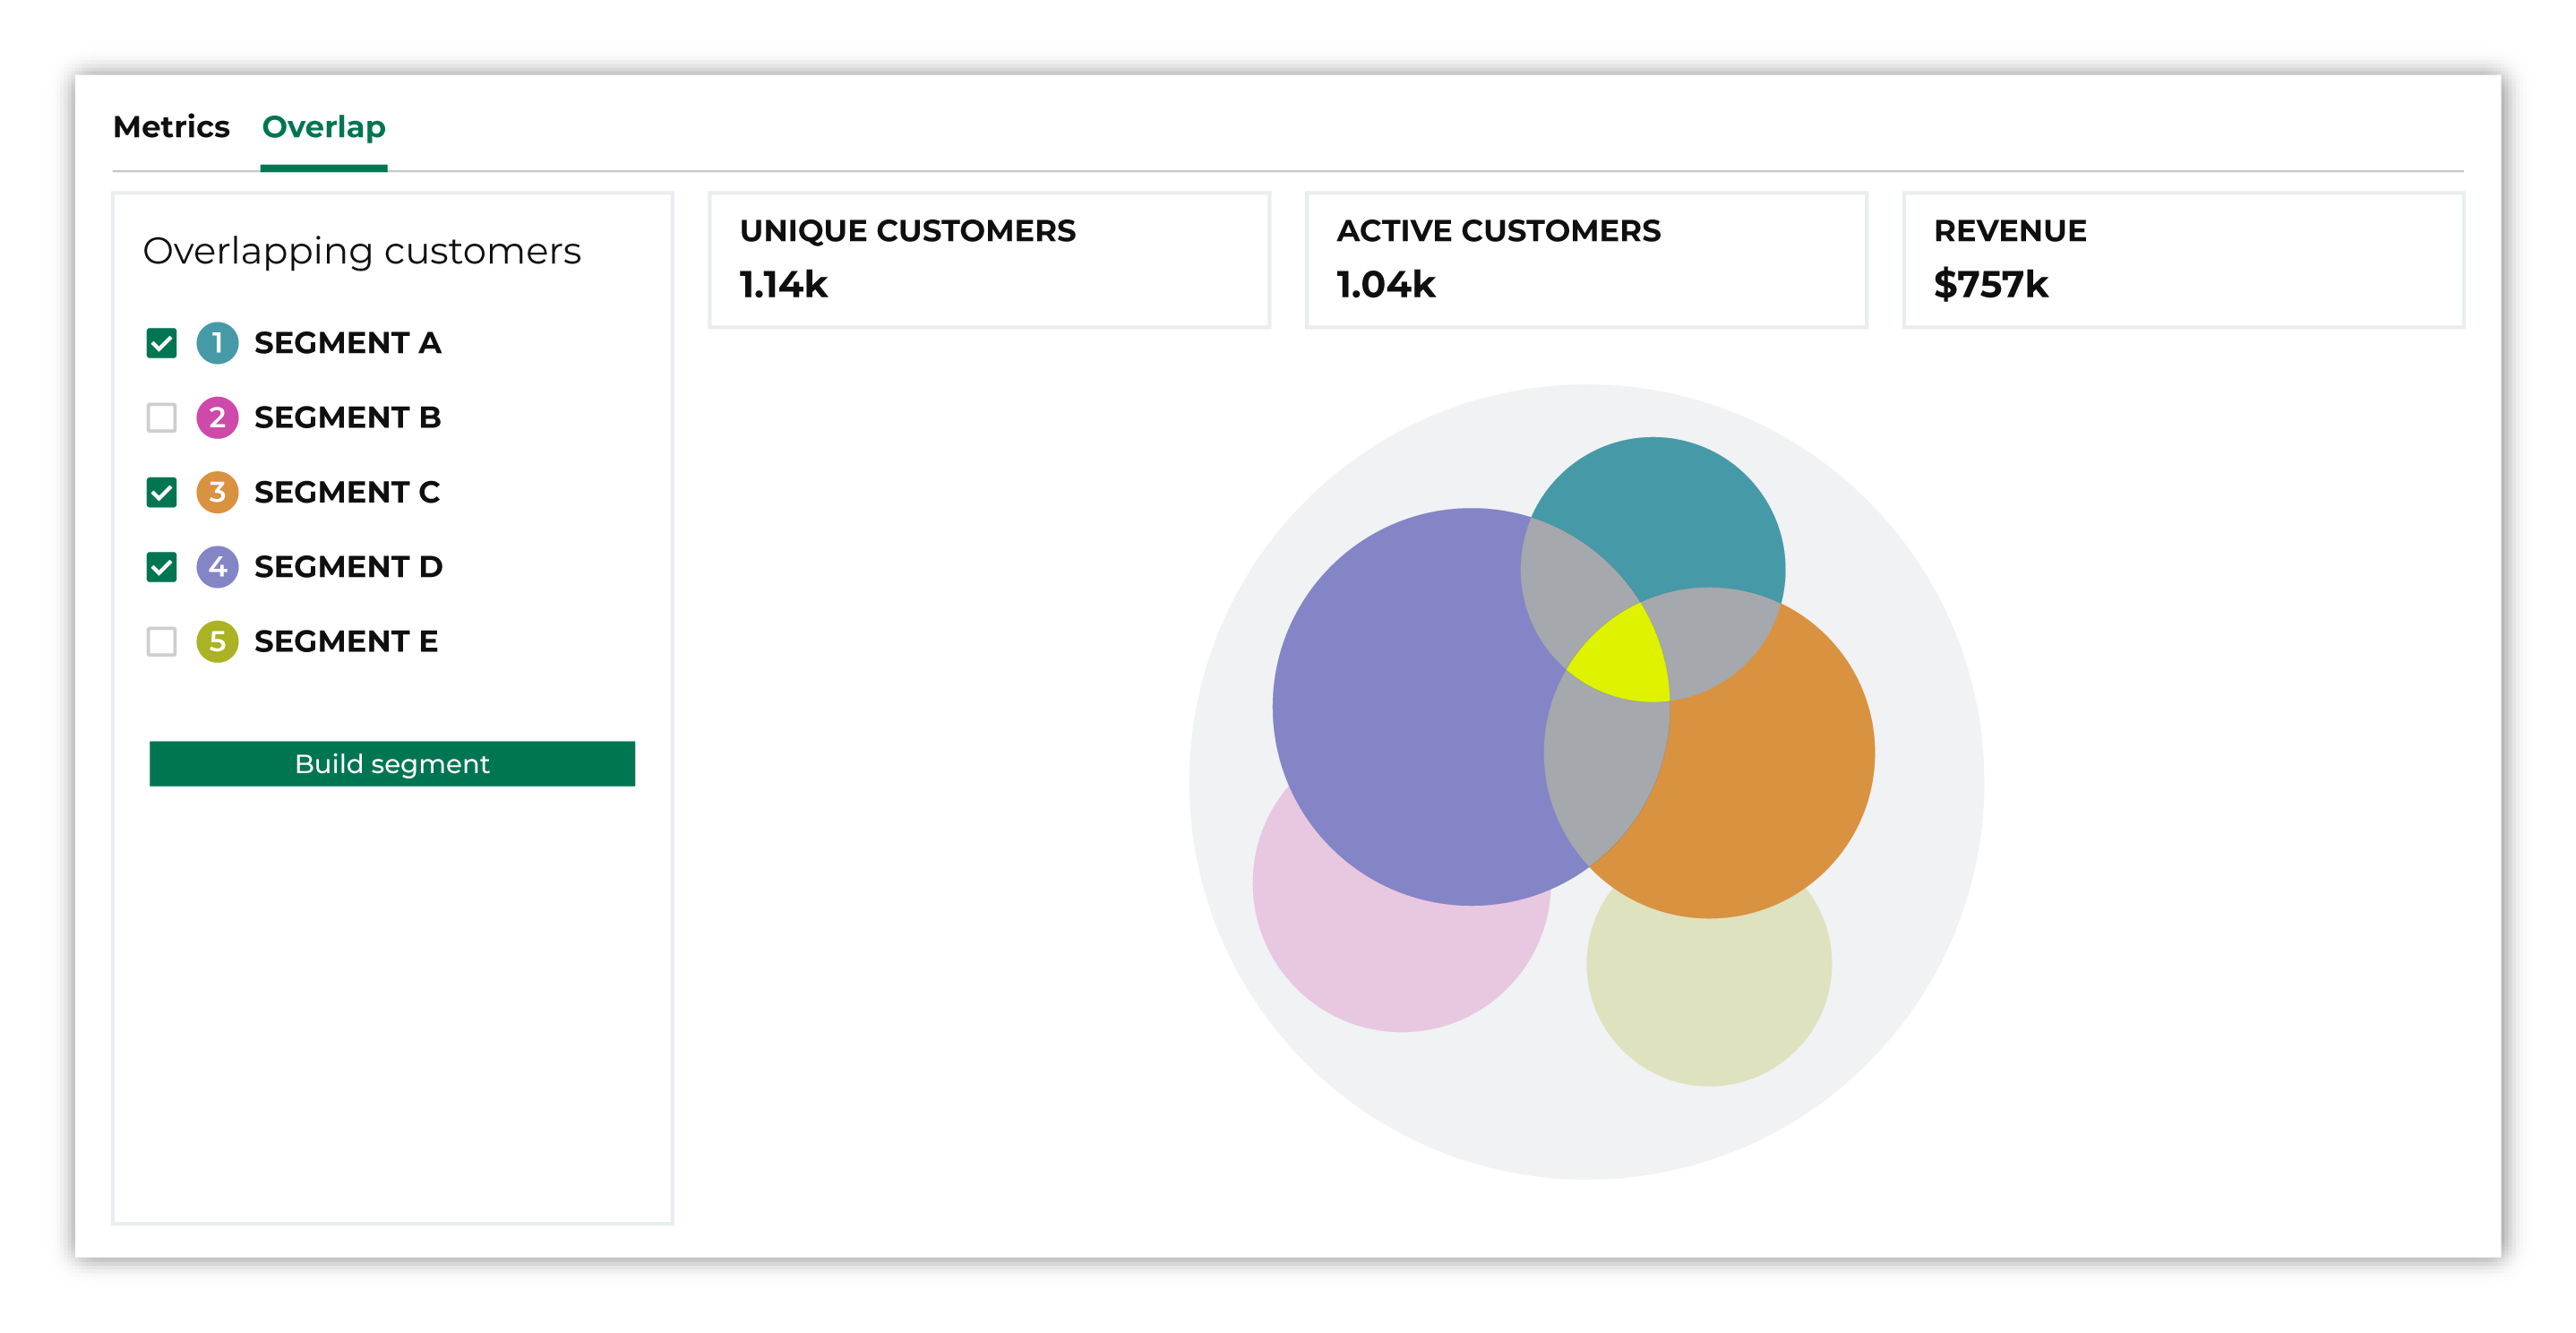 Metrics Overlap
Overlapping customers
1 SEGMENT A
2 SEGMENT B
3 SEGMENT C
4 SEGMENT D
5 SEGMENT E
Build segment
UNIQUE CUSTOMERS
1.14k
ACTIVE CUSTOMERS
1.04k
REVENUE
$757k